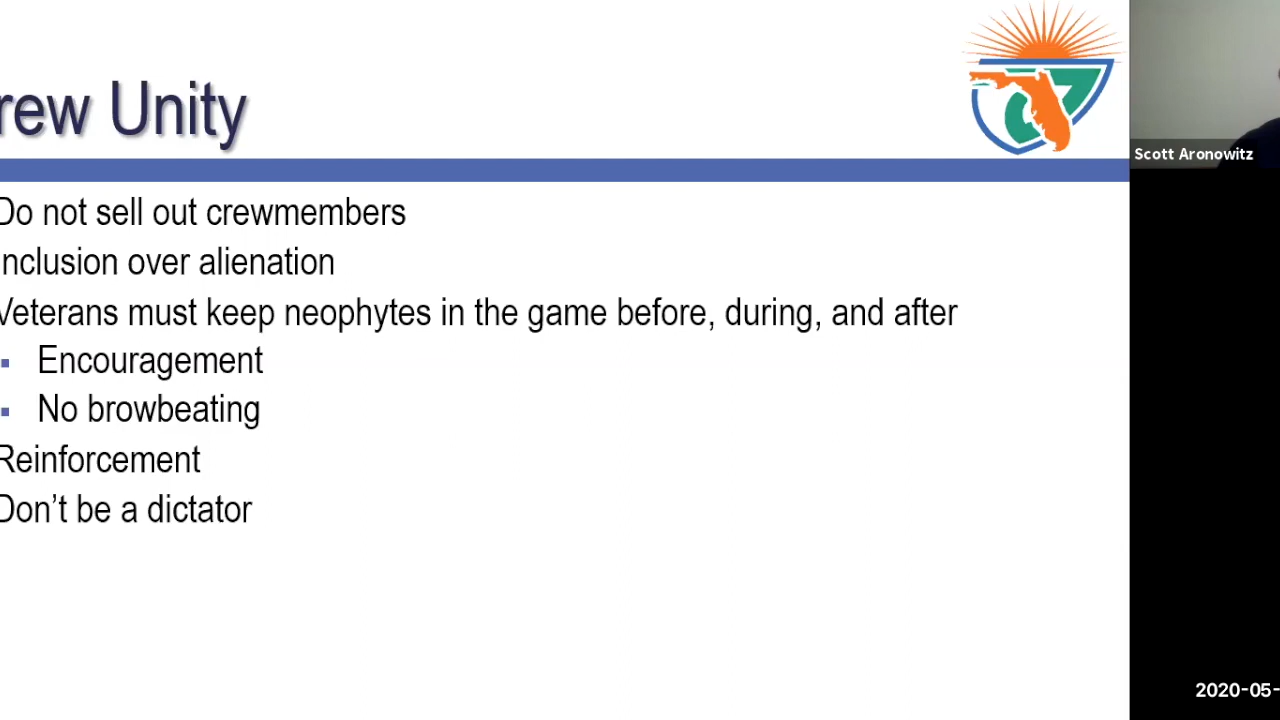 rew Unity
Do not sell out crewmembers
nclusion over alienation
Veterans must keep neophytes in the game before, during, and after
▪ Encouragement
▪ No browbeating
Reinforcement
Don't be a dictator
Scott Aronowitz
2020-05-